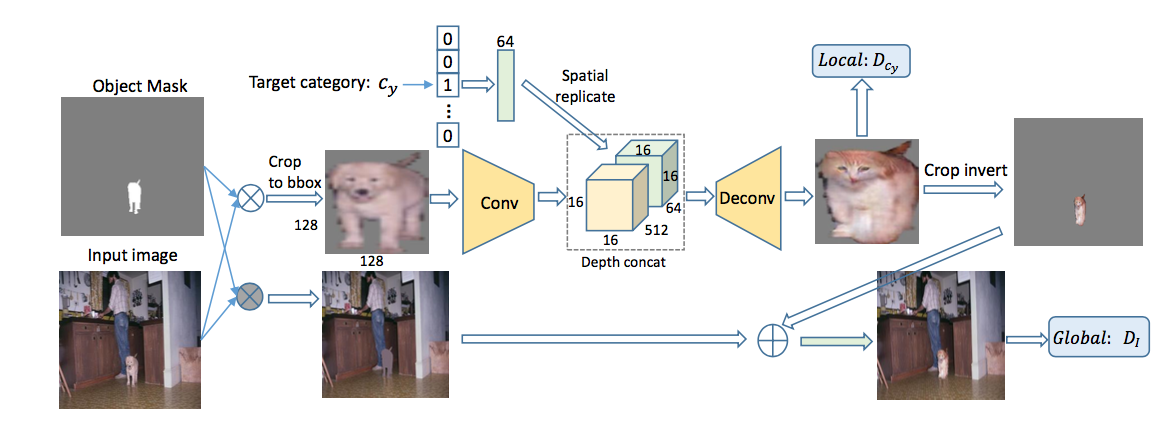 Object Mask
Input image
Target category: c_y
0
0
1
⋮
0
64
Spatial
replicate
Crop
to bbox
128
128
Conv
16
16
16
16
64
512
Depth concat
Deconv
Local: D_{c_y}
Crop invert
Global: D_I